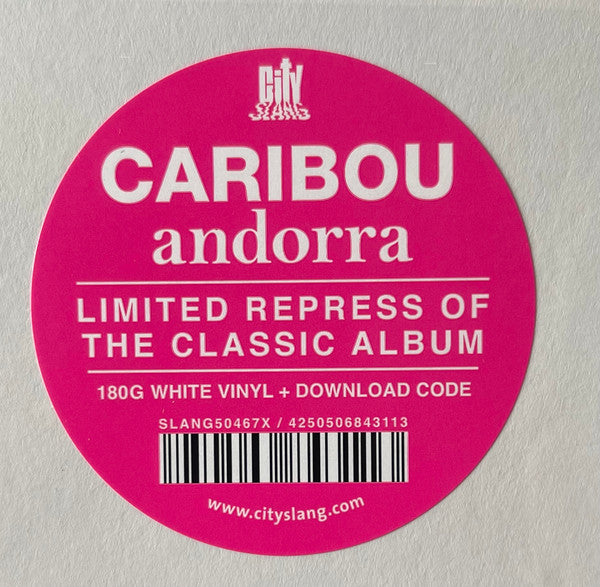 City
SLANG
CARIBOU
andorra
LIMITED REPRESS OF
THE CLASSIC ALBUM
180G WHITE VINYL + DOWNLOAD CODE
SLANG50467X / 4250506843113
www.cityslang.com